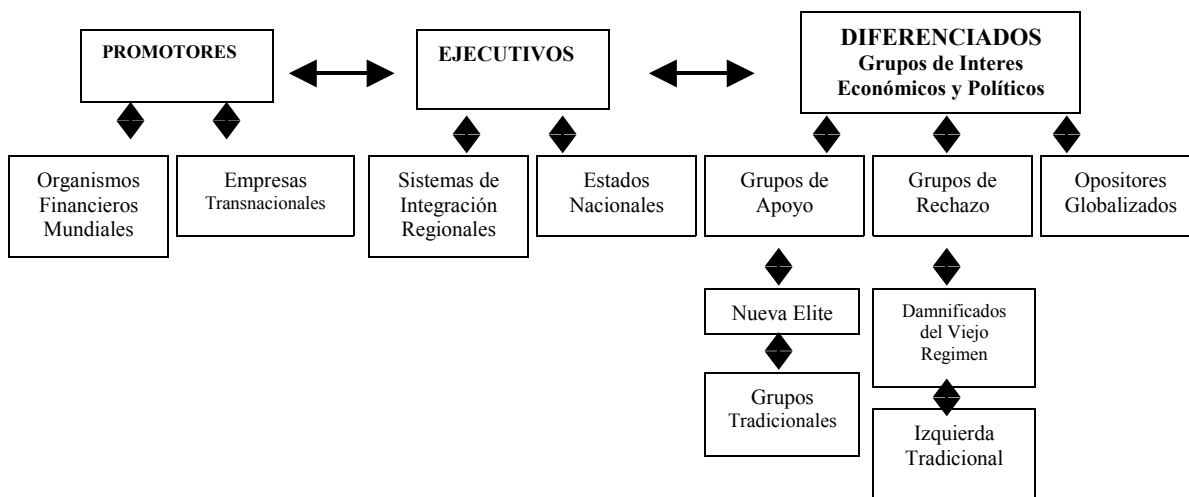 PROMOTORES
EJECUTIVOS
DIFERENCIADOS
Grupos de Interes
Económicos y Políticos
Organismos
Financieros
Mundiales
Empresas
Transnacionales
Sistemas de
Integración
Regionales
Estados
Nacionales
Grupos de
Apoyo
Grupos de
Rechazo
Opositores
Globalizados
Nueva Elite
Damnificados
del Viejo
Regimen
Grupos
Tradicionales
Izquierda
Tradicional